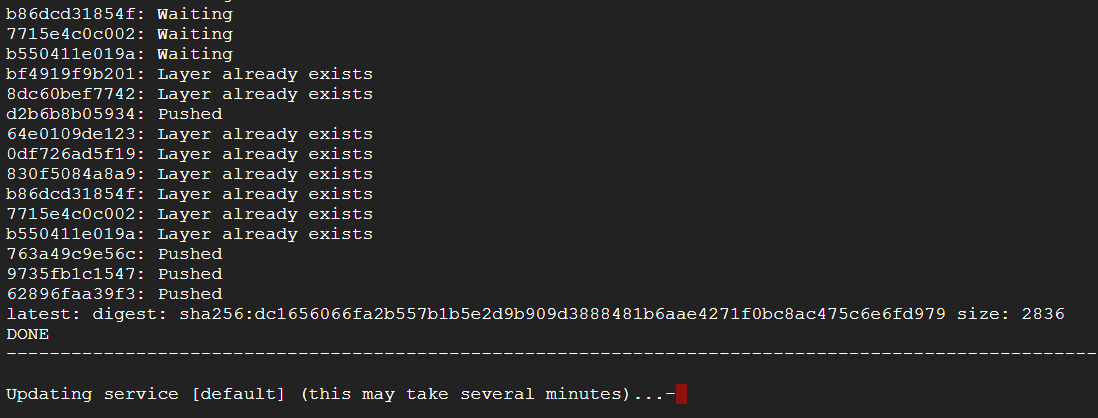 b86dcd31854f: Waiting
7715e4c0c002: Waiting
b550411e019a: Waiting
bf4919f9b201: Layer already exists
8dc60bef7742: Layer already exists
d2b6b8b05934: Pushed
64e0109de123: Layer already exists
0df726ad5f19: Layer already exists
830f5084a8a9: Layer already exists
b86dcd31854f: Layer already exists
7715e4c0c002: Layer already exists
b550411e019a: Layer already exists
763a49c9e56c: Pushed
9735fb1c1547: Pushed
62896faa39f3: Pushed
latest: digest: sha256:dc1656066fa2b557b1b5e2d9b909d3888481b6aae4271f0bc8ac475c6e6fd979 size: 2836
DONE
-----------------------------------------------------------------------------------------------------
Updating service [default] (this may take several minutes)...-